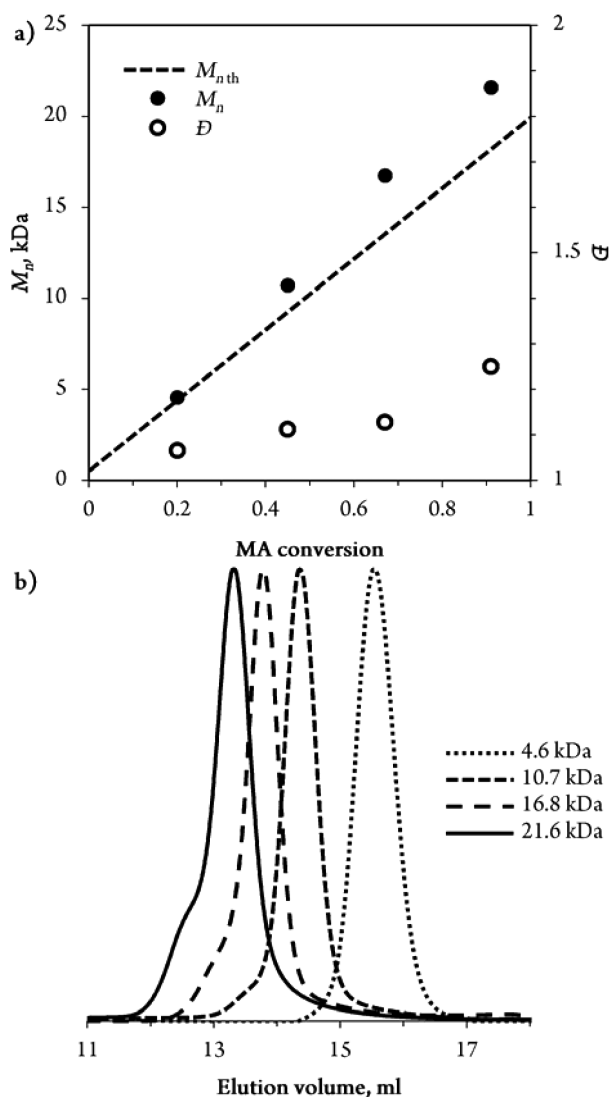 a)
25
20
15
10
5
0
Mn, kDa
Mn th
Mn
Đ
2
1.5
1
Đ
0
0.2
0.4
0.6
0.8
1
MA conversion
b)
4.6 kDa
10.7 kDa
16.8 kDa
21.6 kDa
11
13
15
17
Elution volume, ml